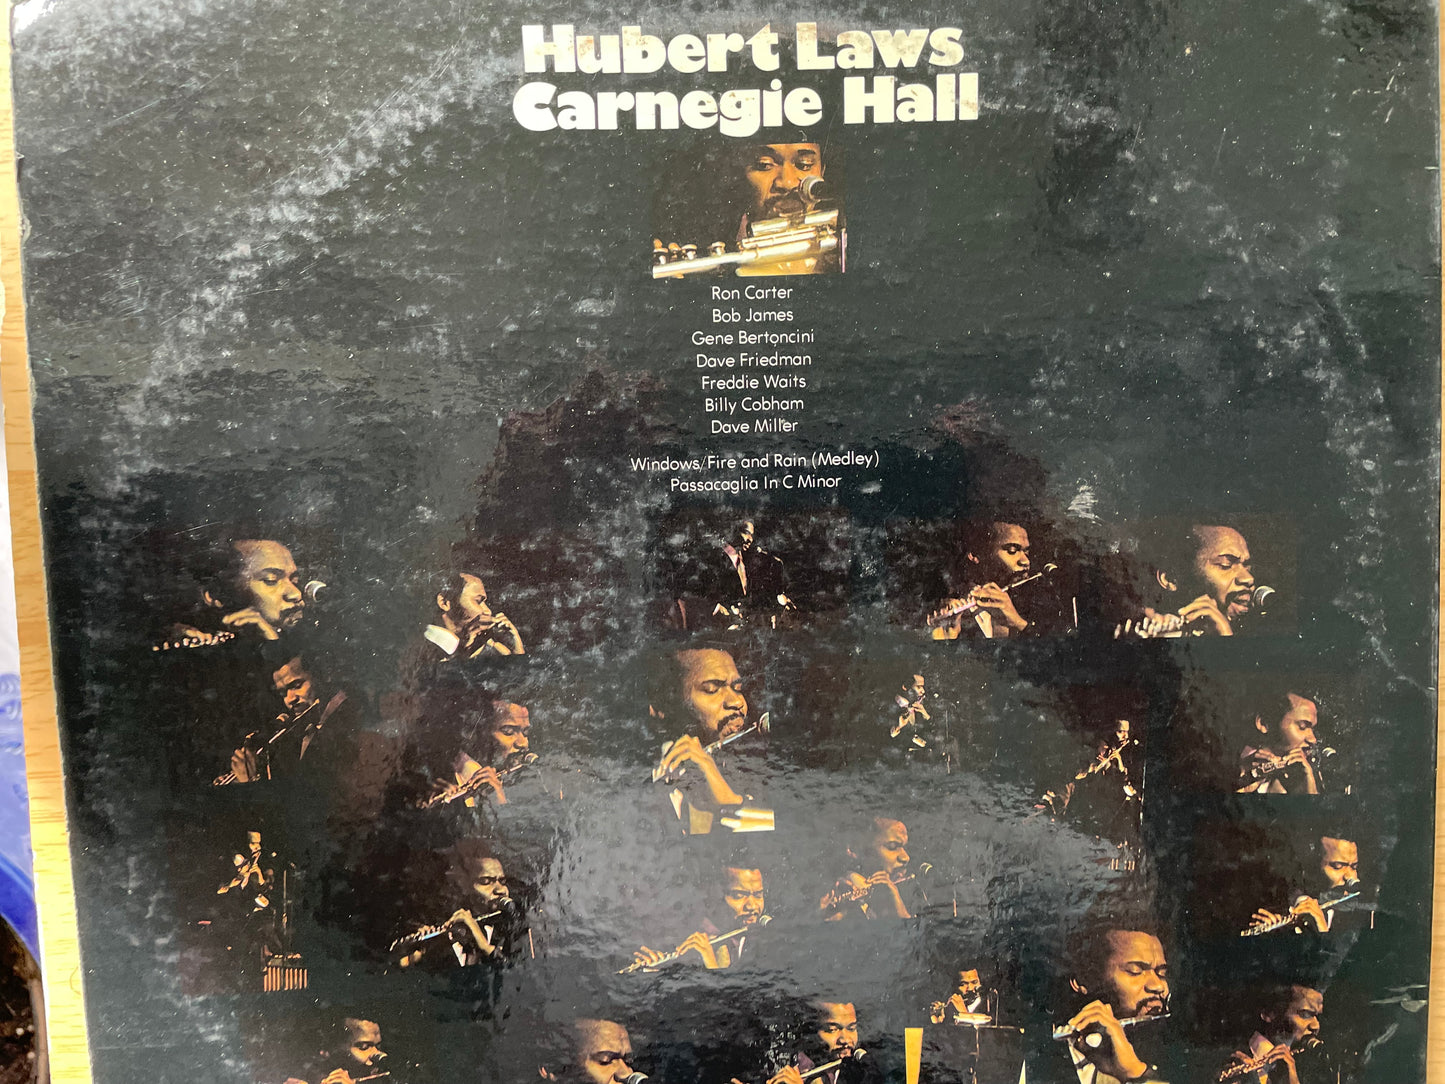 Hubert Laws
Carnegie Hall
Ron Carter
Bob James
Gene Bertoncini
Dave Friedman
Freddie Waits
Billy Cobham
Dave Miller
Windows/Fire and Rain (Medley)
Passacaglia In C Minor